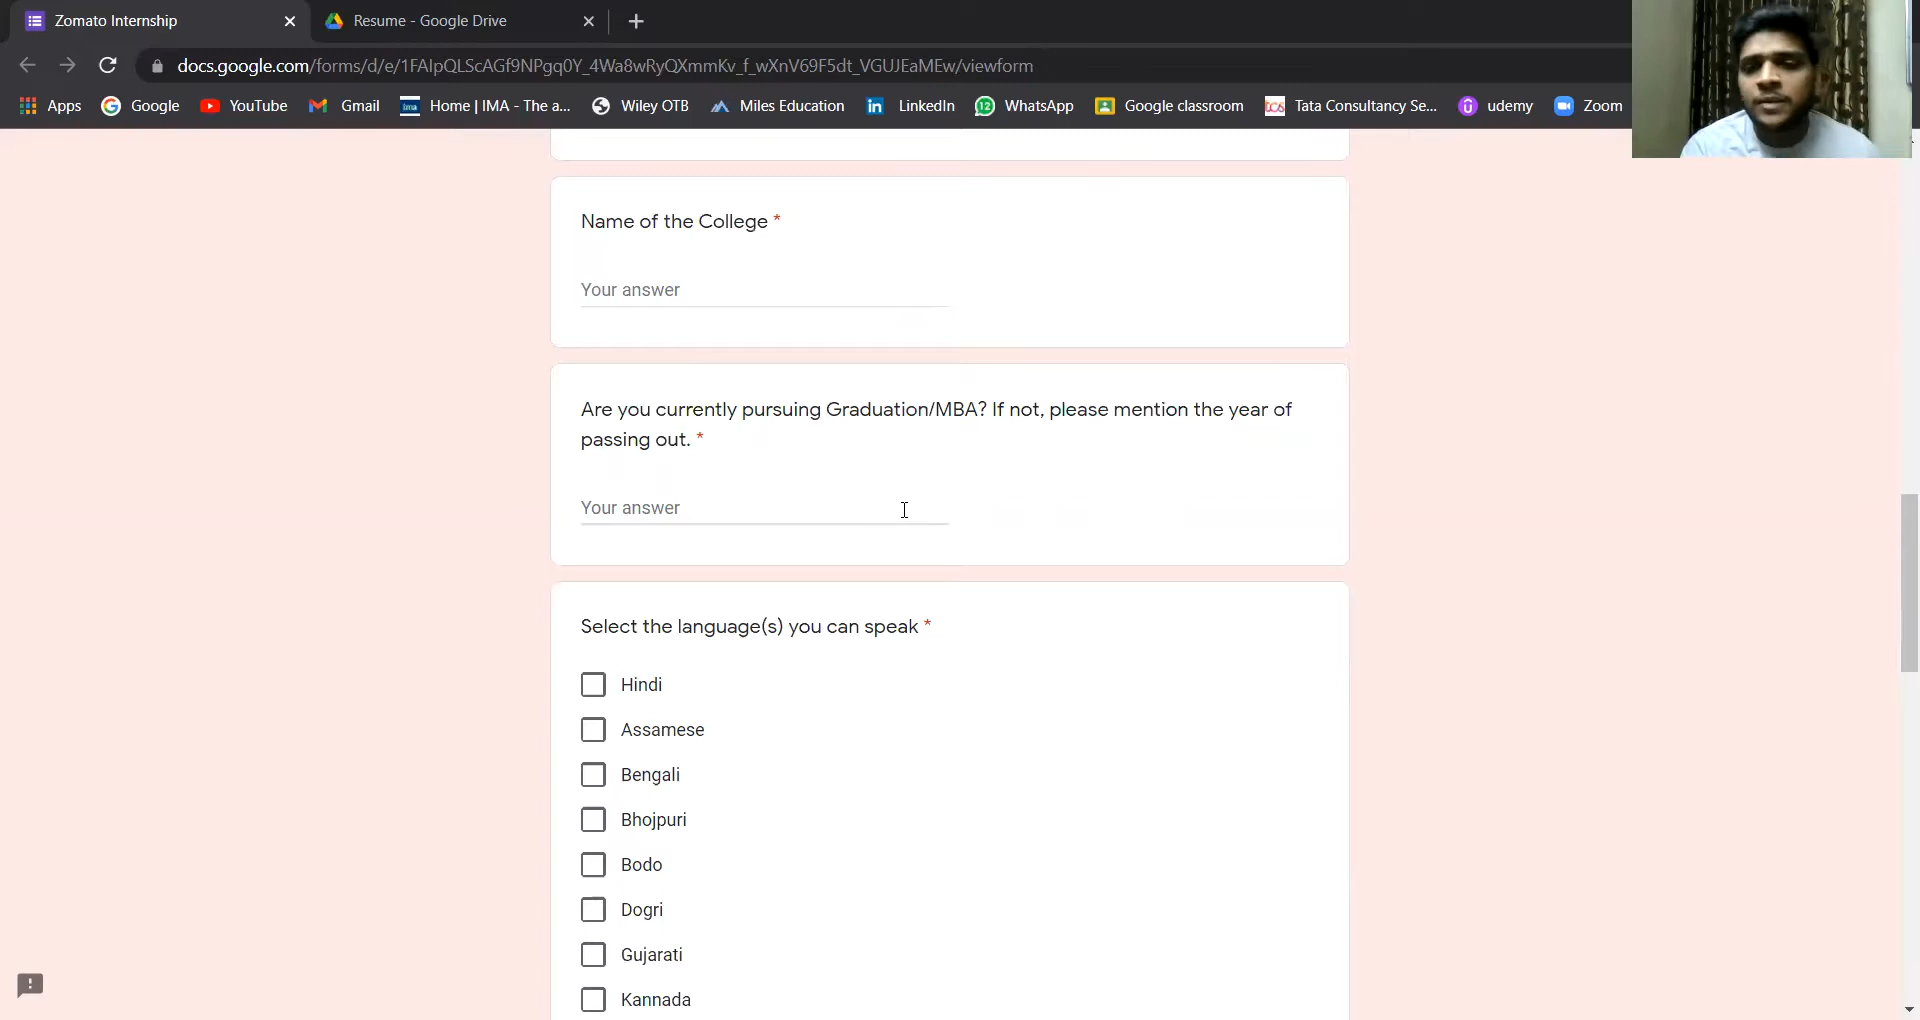 Zomato Internship
Resume - Google Drive
docs.google.com/forms/d/e/1FAIpQLScAGf9NPgq0Y_4Wa8wRyQXmmKv_f_wXnV69F5dt_VGUJEaMEw/viewform
Apps Google YouTube Gmail Home | IMA - The a... Wiley OTB Miles Education LinkedIn 12 WhatsApp Google classroom Tata Consultancy Se... udemy Zoom
Name of the College *
Your answer
Are you currently pursuing Graduation/MBA? If not, please mention the year of
passing out. *
Your answer
Select the language(s) you can speak *
Hindi
Assamese
Bengali
Bhojpuri
Bodo
Dogri
Gujarati
Kannada